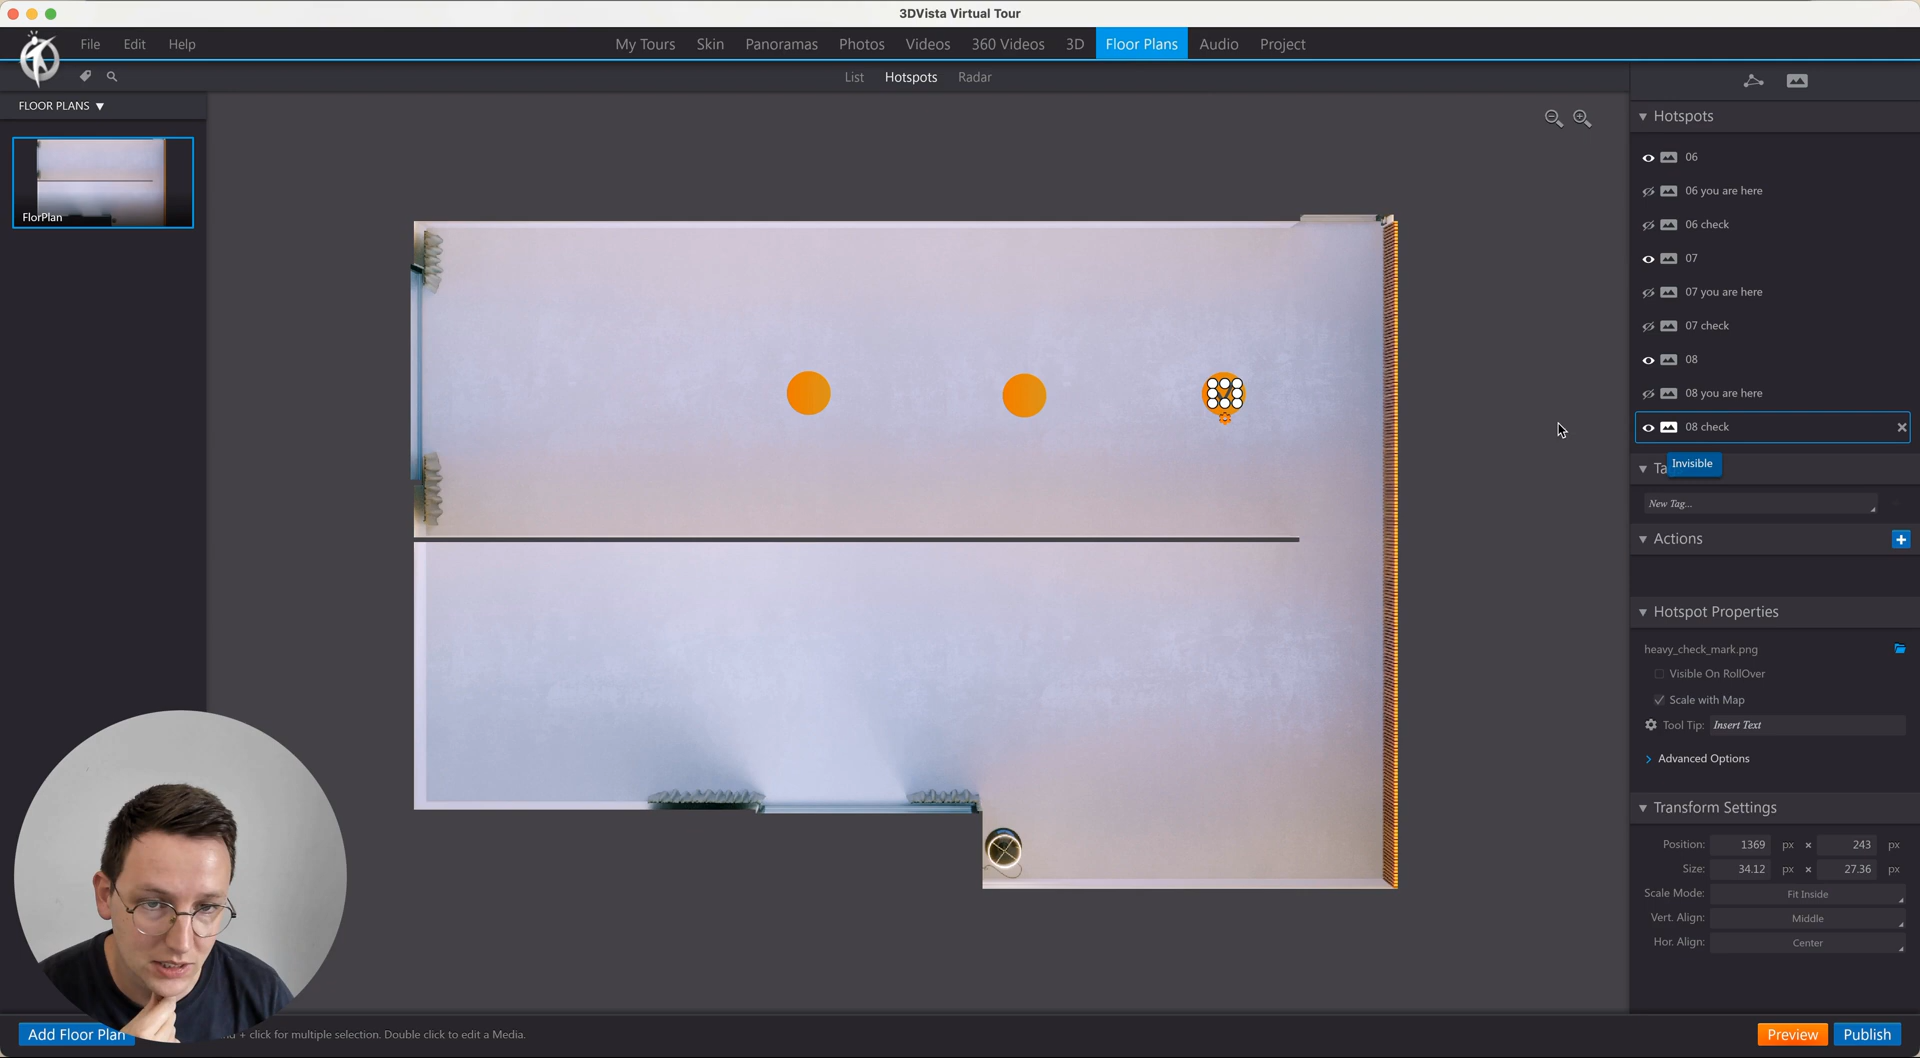 3DVista Virtual Tour
File Edit Help
My Tours Skin Panoramas Photos Videos 360 Videos 3D Floor Plans Audio Project
List Hotspots Radar
FLOOR PLANS
FlorPlan
Hotspots
06
06 you are here
06 check
07
07 you are here
07 check
08
08 you are here
08 check
Ta
Invisible
New Tag...
Actions
Hotspot Properties
heavy_check_mark.png
Visible On RollOver
Scale with Map
Tool Tip: Insert Text
Advanced Options
Transform Settings
Position: 1369 px × 243 px
Size: 34.12 px × 27.36 px
Scale Mode: Fit Inside
Vert. Align: Middle
Hor. Align: Center
Add Floor Plan
+ click for multiple selection. Double click to edit a Media.
Preview Publish